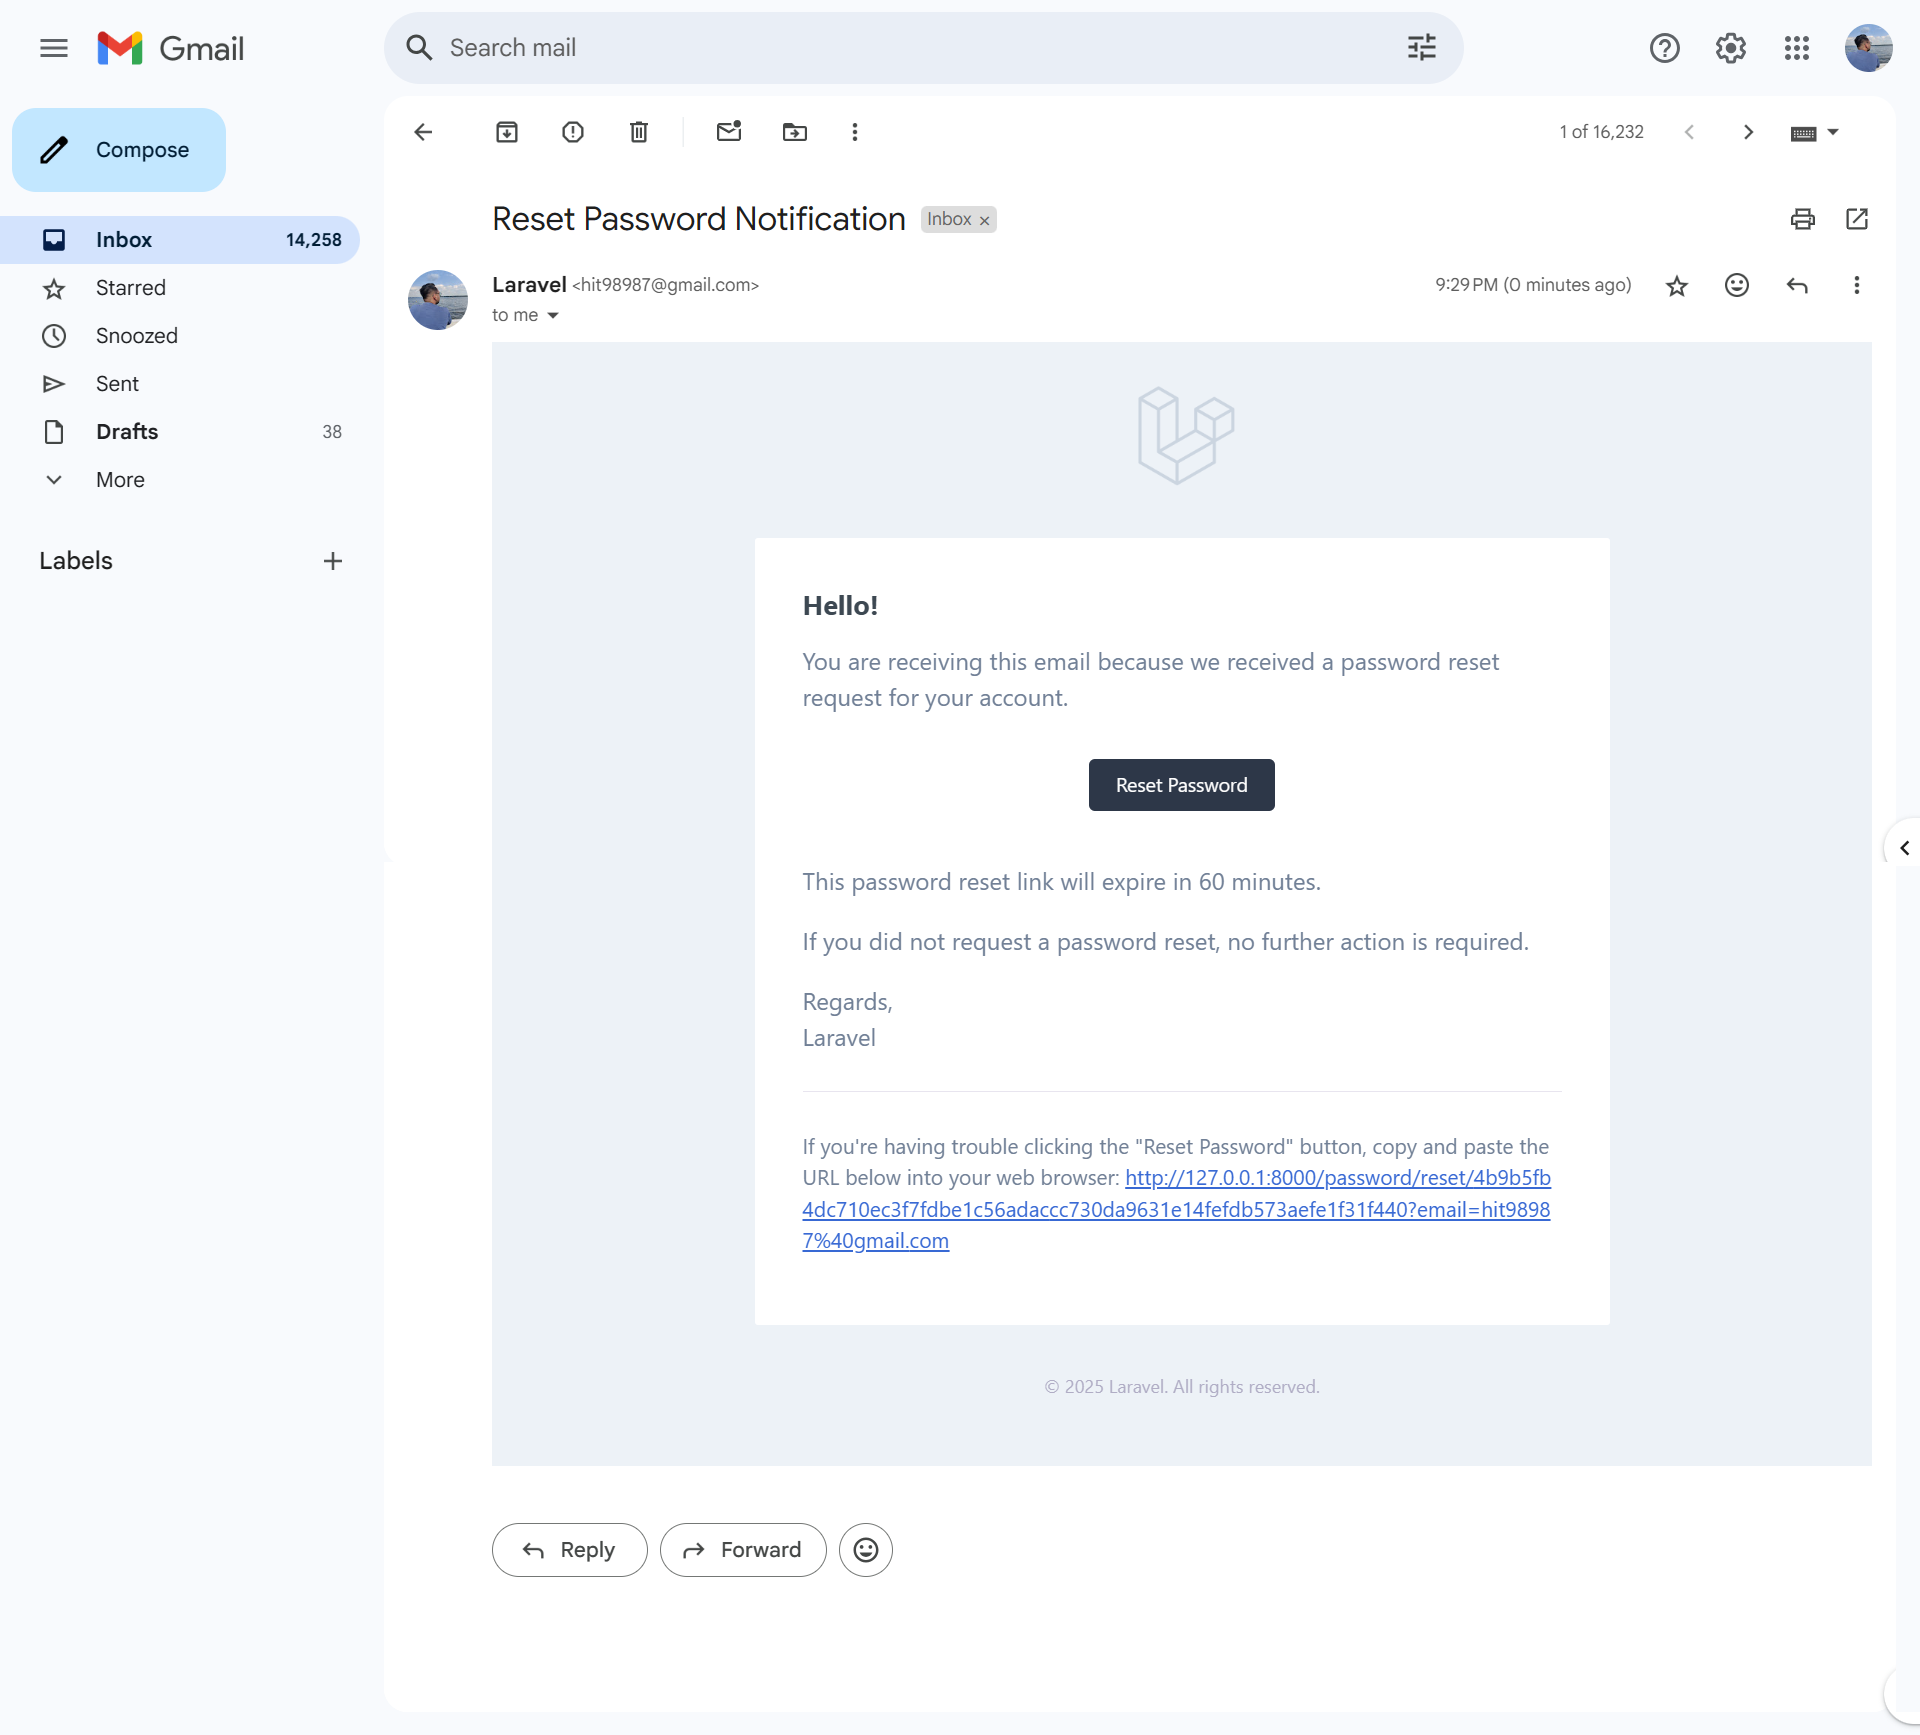 Gmail
Search mail
Compose
1 of 16,232
Inbox 14,258
Starred
Snoozed
Sent
Drafts 38
More
Labels
Reset Password Notification Inbox ×
Laravel <hit98987@gmail.com> 9:29 PM (0 minutes ago)
to me
Hello!
You are receiving this email because we received a password reset
request for your account.
Reset Password
This password reset link will expire in 60 minutes.
If you did not request a password reset, no further action is required.
Regards,
Laravel
If you're having trouble clicking the "Reset Password" button, copy and paste the
URL below into your web browser: http://127.0.0.1:8000/password/reset/4b9b5fb
4dc710ec3f7fdbe1c56adaccc730da9631e14fefdb573aefe1f31f440?email=hit9898
7%40gmail.com
© 2025 Laravel. All rights reserved.
Reply
Forward